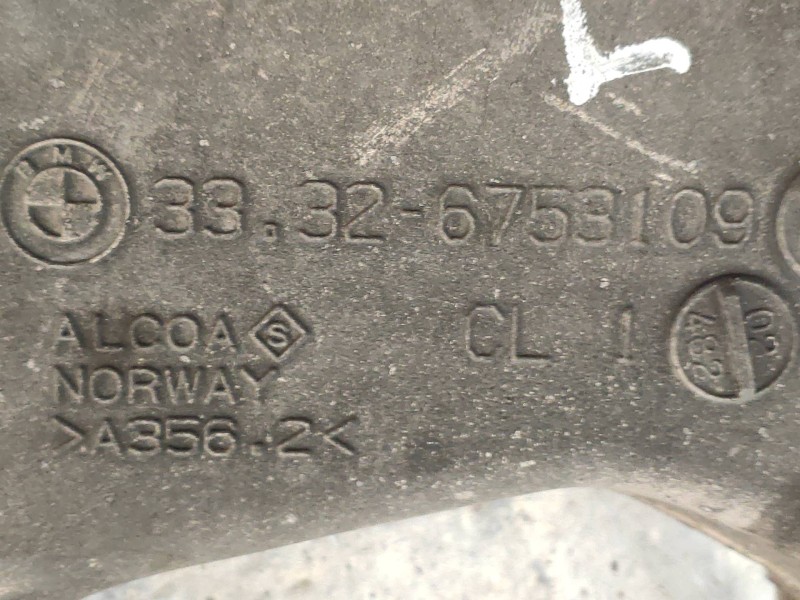 BMW
33.32-6753109
ALCOA S
NORWAY
>A356.2<
CL 1